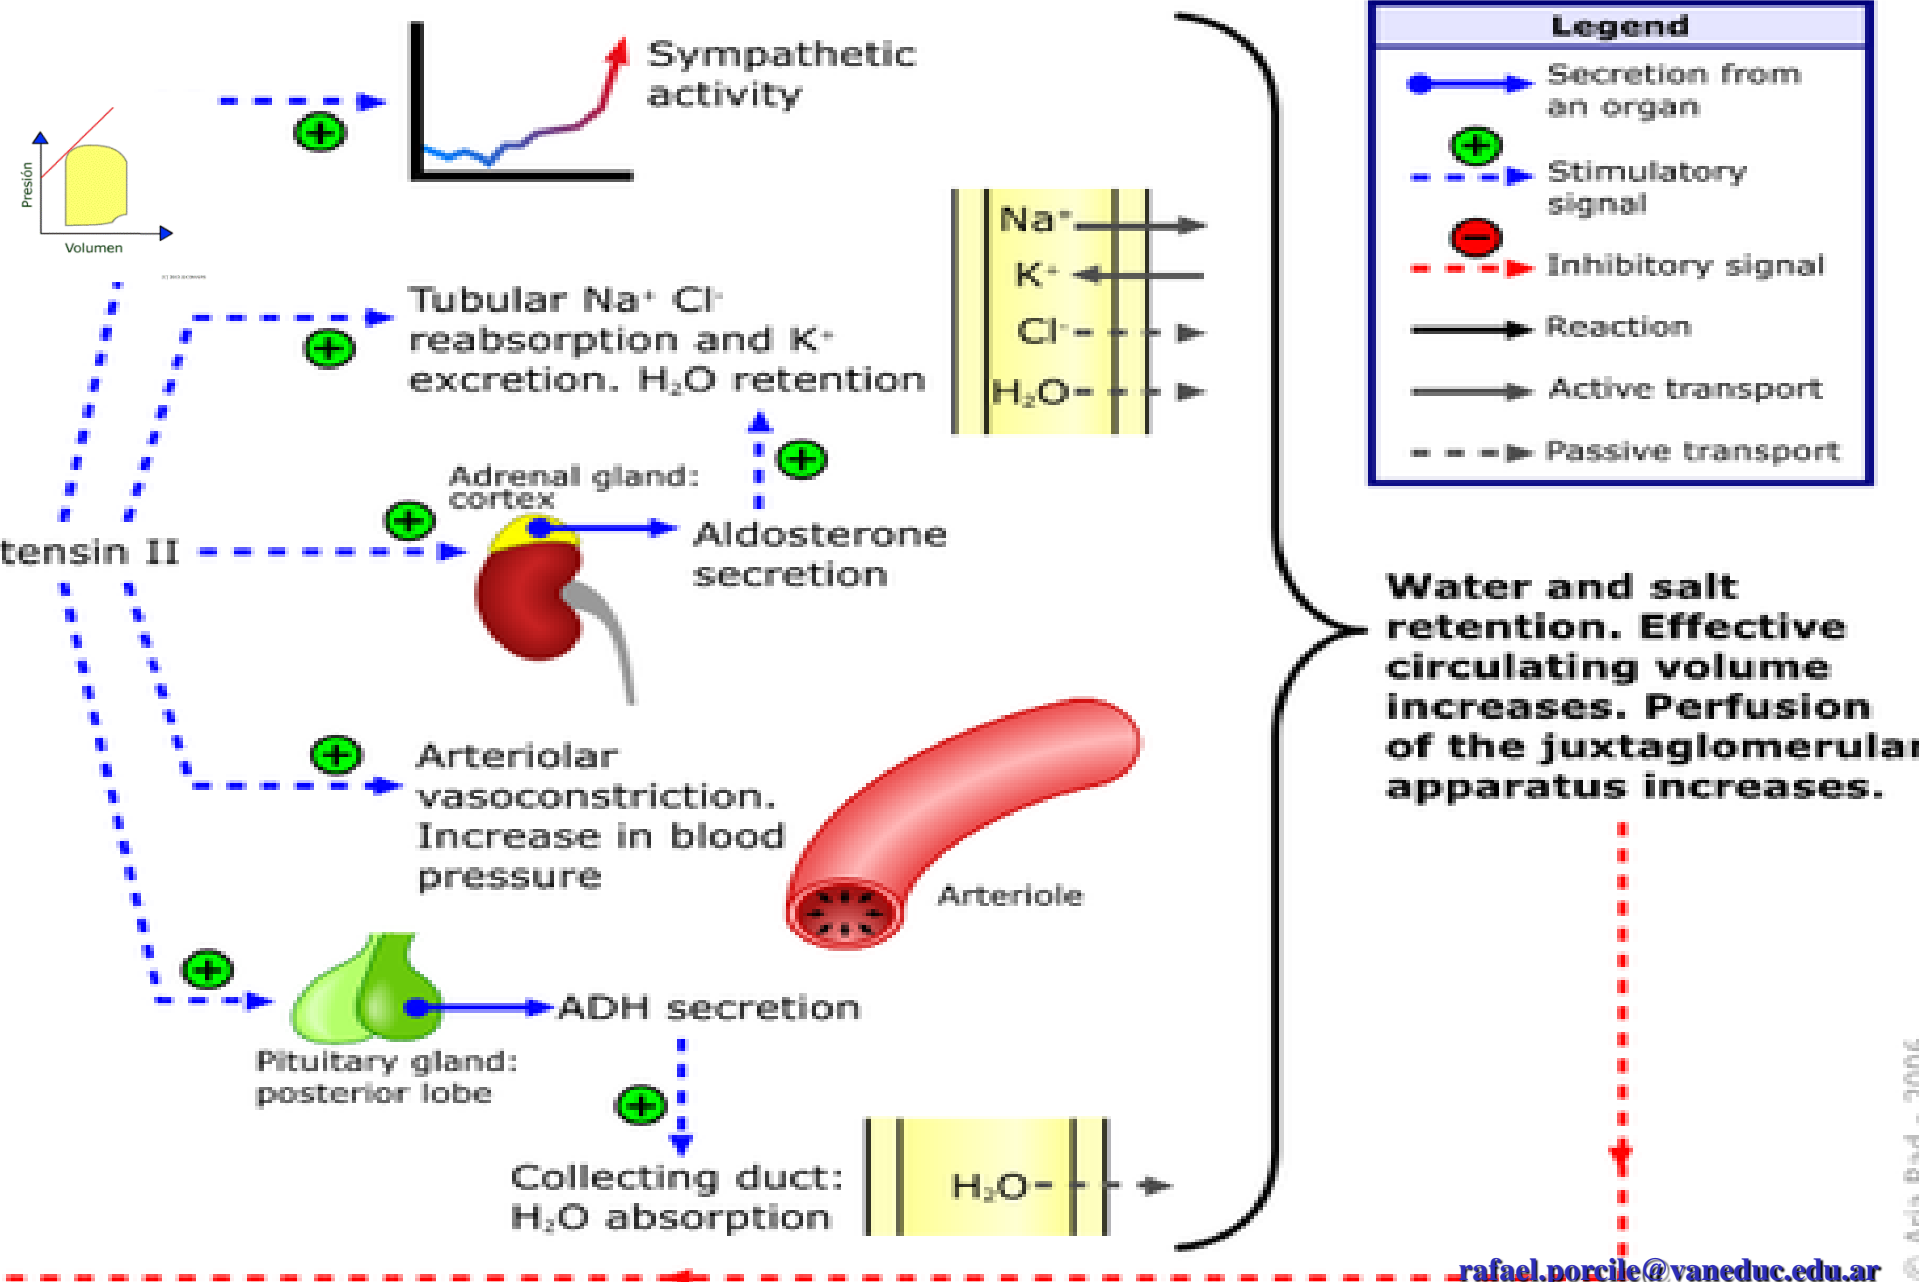 Sympathetic
activity
Presión
Volumen
Tubular Na⁺ Cl⁻
reabsorption and K⁺
excretion. H₂O retention
Na⁺
K⁺
Cl⁻
H₂O
Adrenal gland:
cortex
tensin II
Aldosterone
secretion
Arteriolar
vasoconstriction.
Increase in blood
pressure
Arteriole
ADH secretion
Pituitary gland:
posterior lobe
Collecting duct:
H₂O absorption
H₂O
Legend
Secretion from
an organ
Stimulatory
signal
Inhibitory signal
Reaction
Active transport
Passive transport
Water and salt
retention. Effective
circulating volume
increases. Perfusion
of the juxtaglomerular
apparatus increases.
rafael.porcile@vaneduc.edu.ar